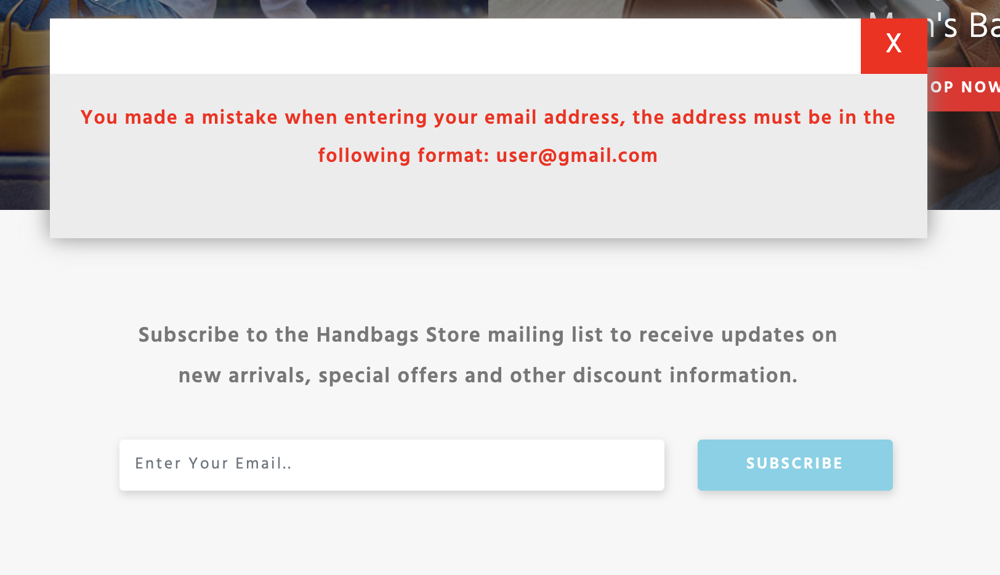 's Ba
X
OP NOW
You made a mistake when entering your email address, the address must be in the
following format: user@gmail.com
Subscribe to the Handbags Store mailing list to receive updates on
new arrivals, special offers and other discount information.
Enter Your Email..
SUBSCRIBE